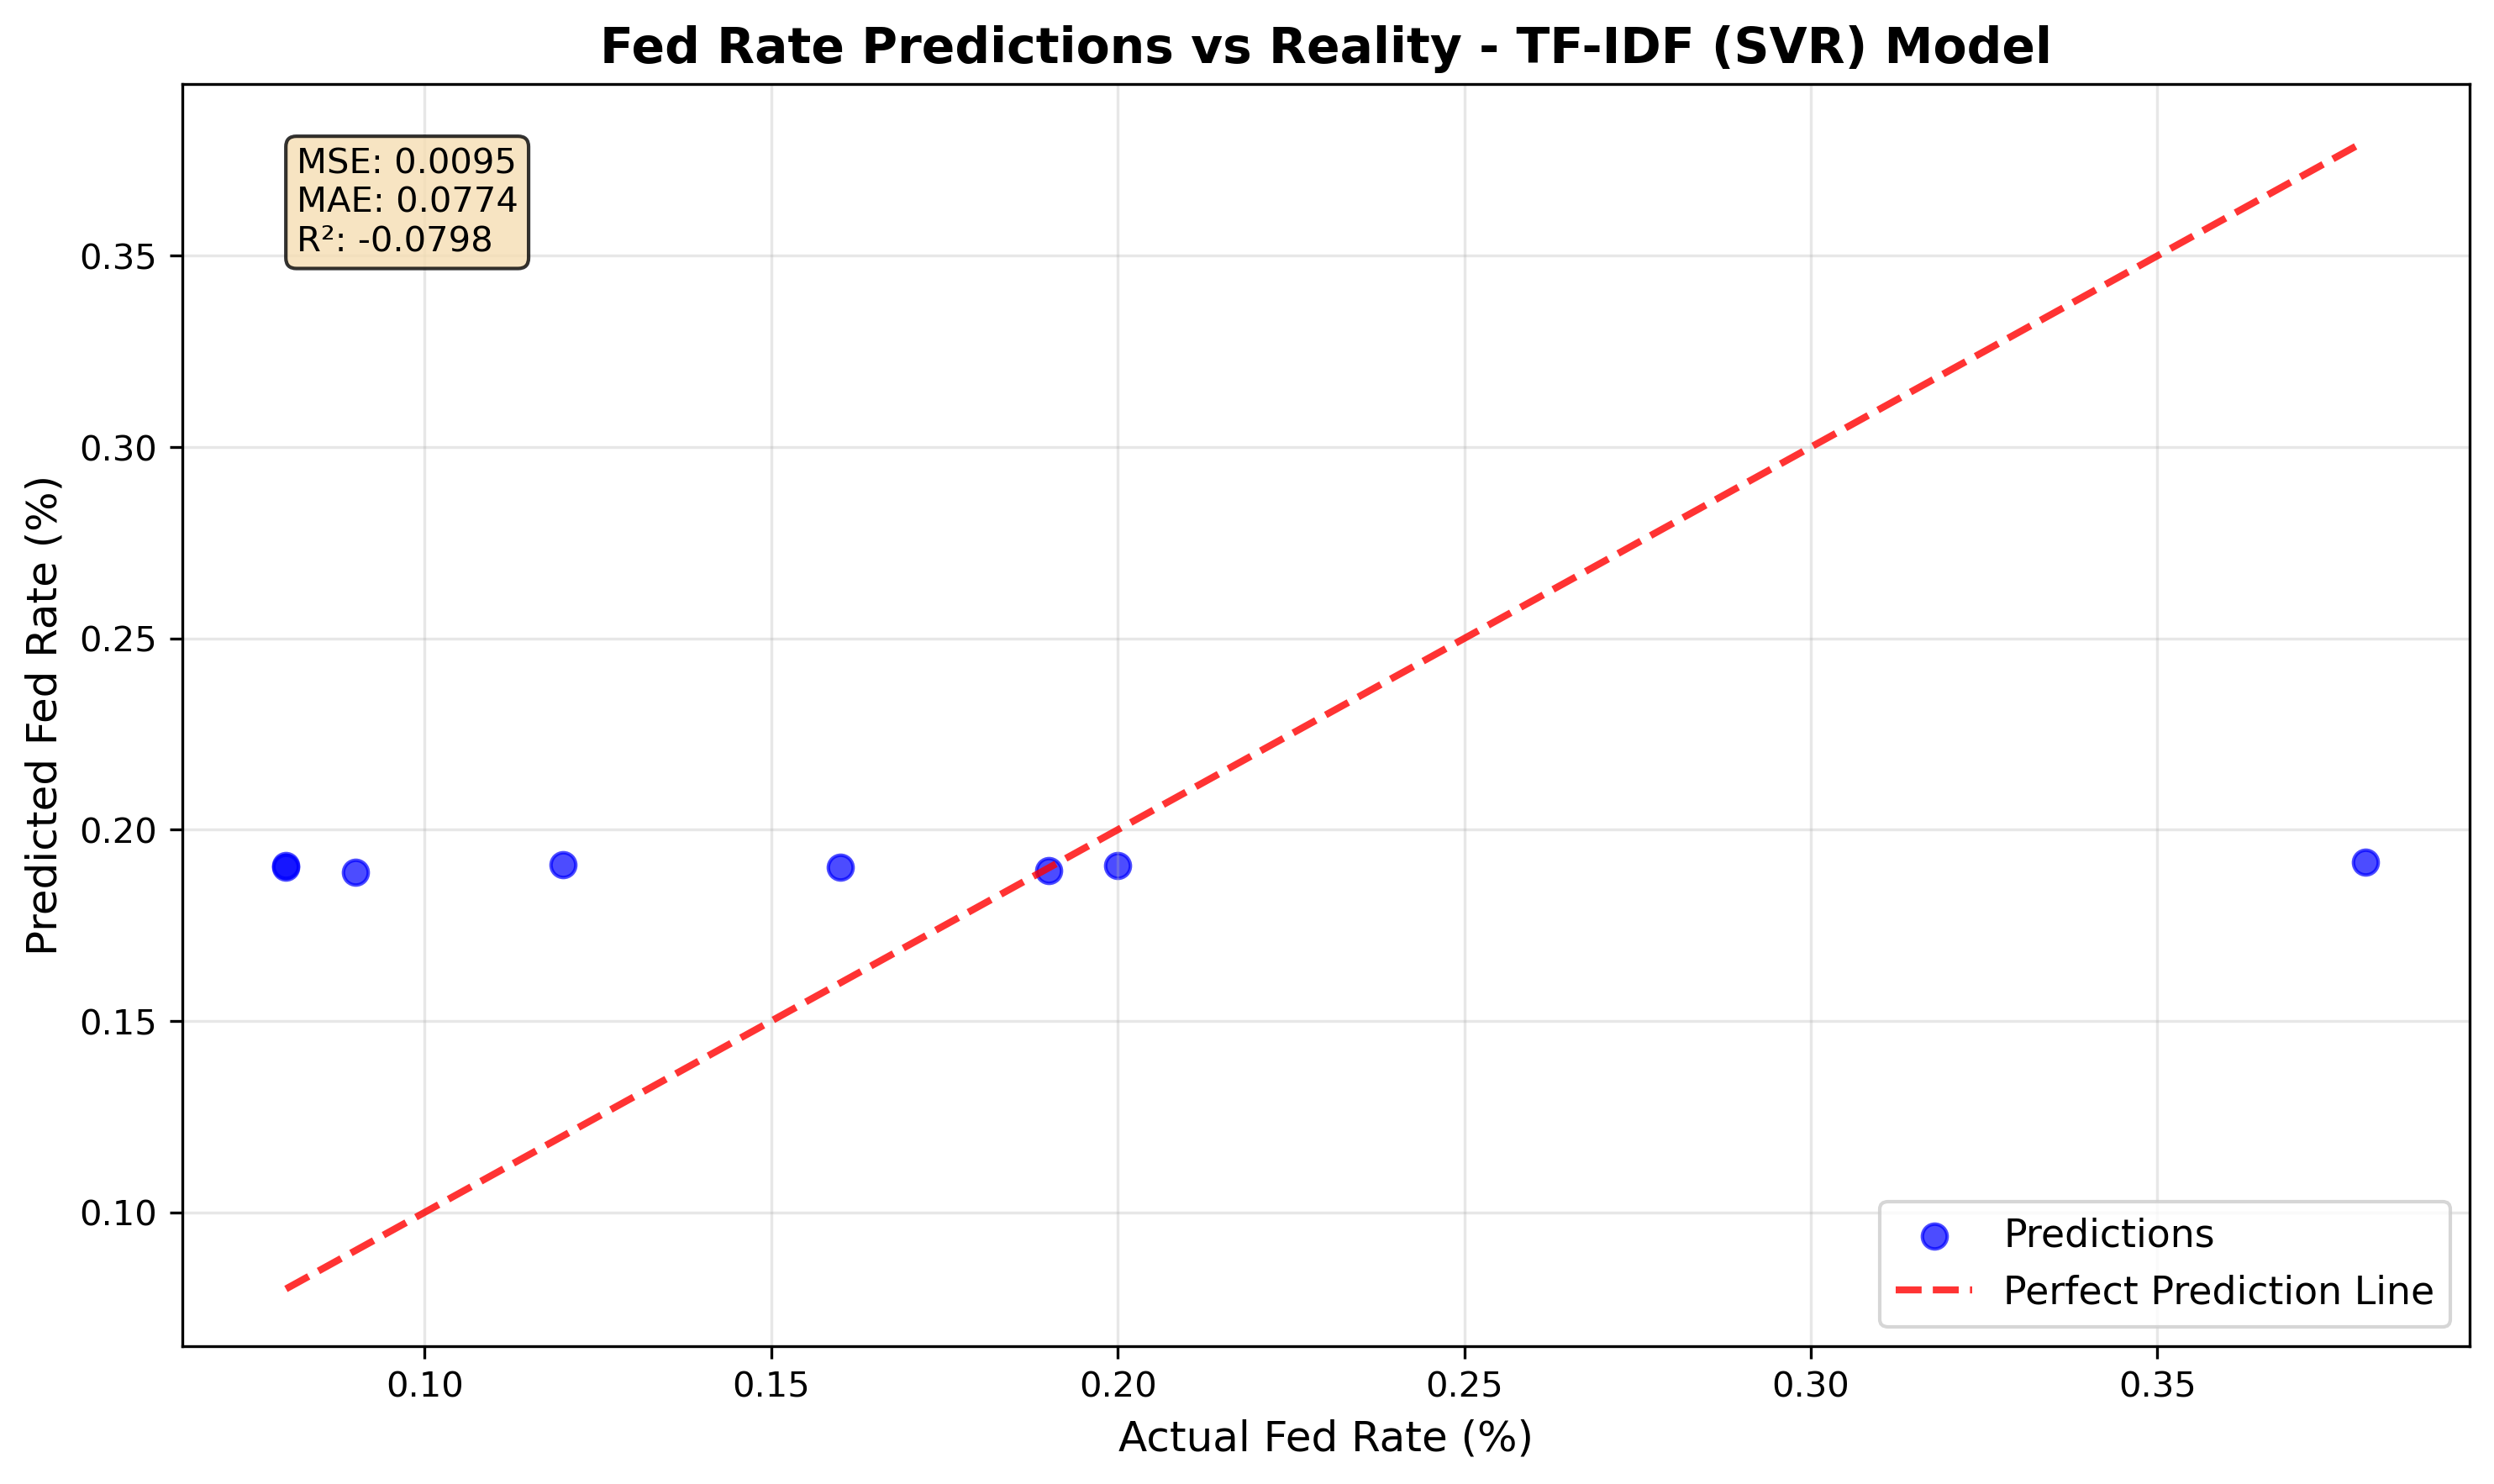 Fed Rate Predictions vs Reality - TF-IDF (SVR) Model
MSE: 0.0095
MAE: 0.0774
R²: -0.0798
Predicted Fed Rate (%)
0.35
0.30
0.25
0.20
0.15
0.10
Predictions
Perfect Prediction Line
0.10 0.15 0.20 0.25 0.30 0.35
Actual Fed Rate (%)